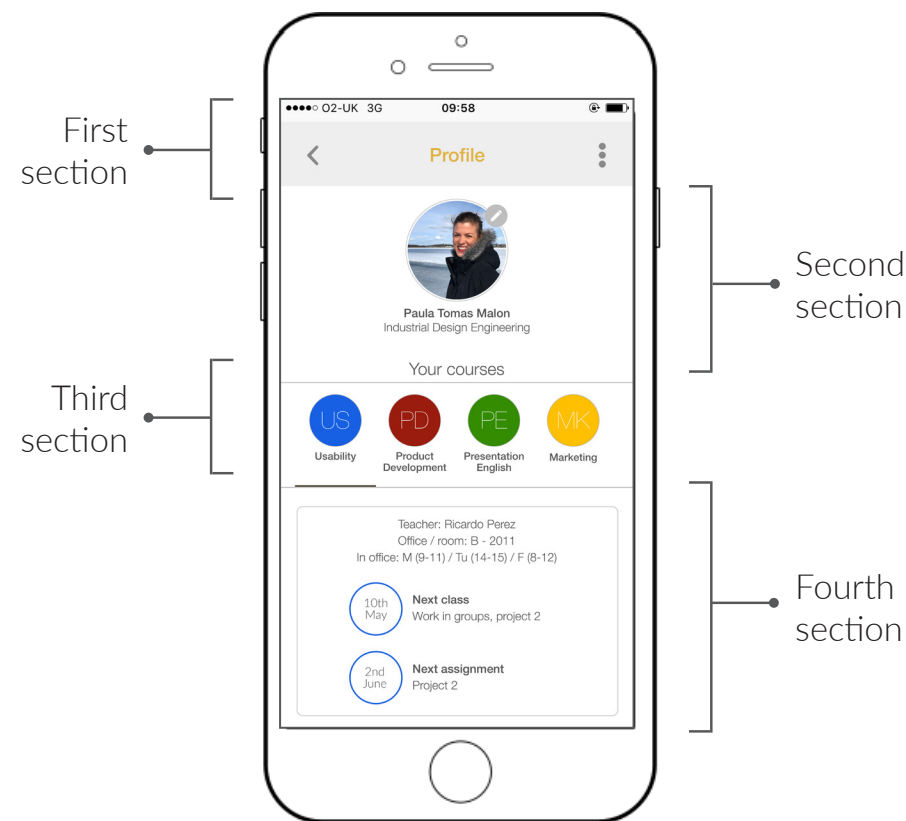 First
section
O2-UK 3G 09:58
Profile
Second
section
Paula Tomas Malon
Industrial Design Engineering
Your courses
Third
section
US PD PE MK
Usability Product Presentation Marketing
Development English
Teacher: Ricardo Perez
Office / room: B - 2011
In office: M (9-11) / Tu (14-15) / F (8-12)
Fourth
section
10th
May
Next class
Work in groups, project 2
2nd
June
Next assignment
Project 2